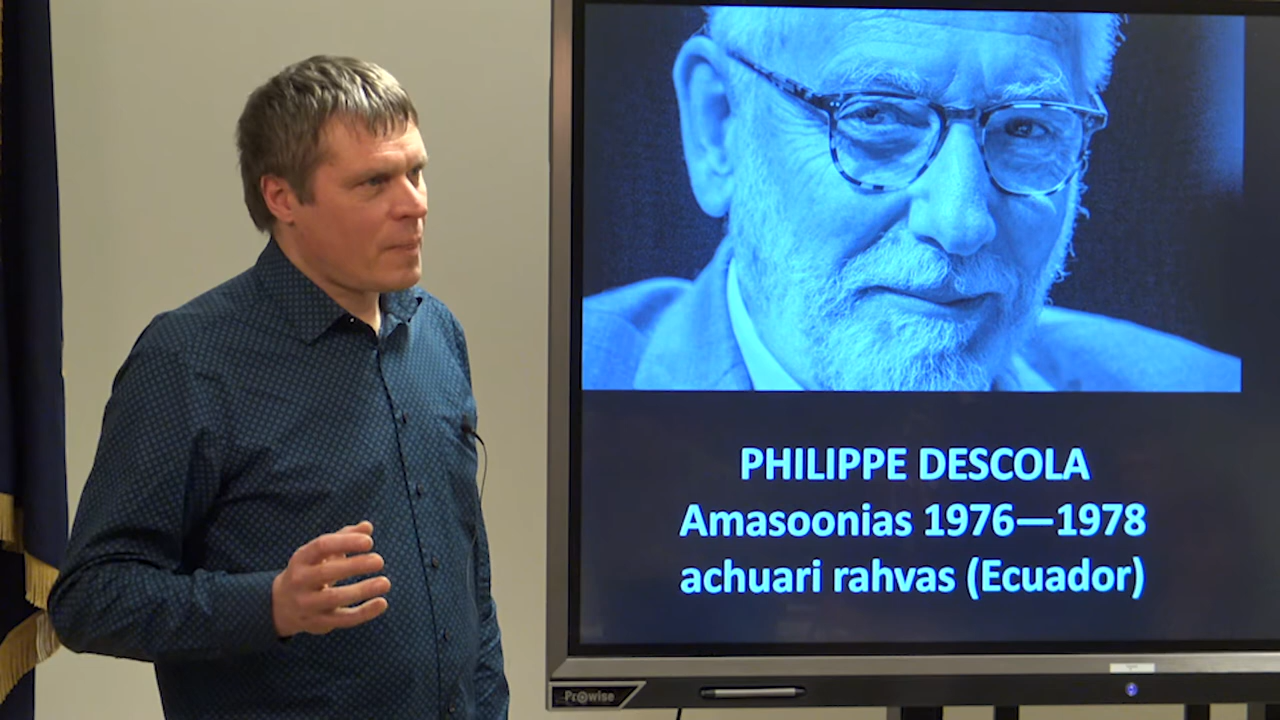 PHILIPPE DESCOLA
Amasoonias 1976—1978
achuari rahvas (Ecuador)
Prowise